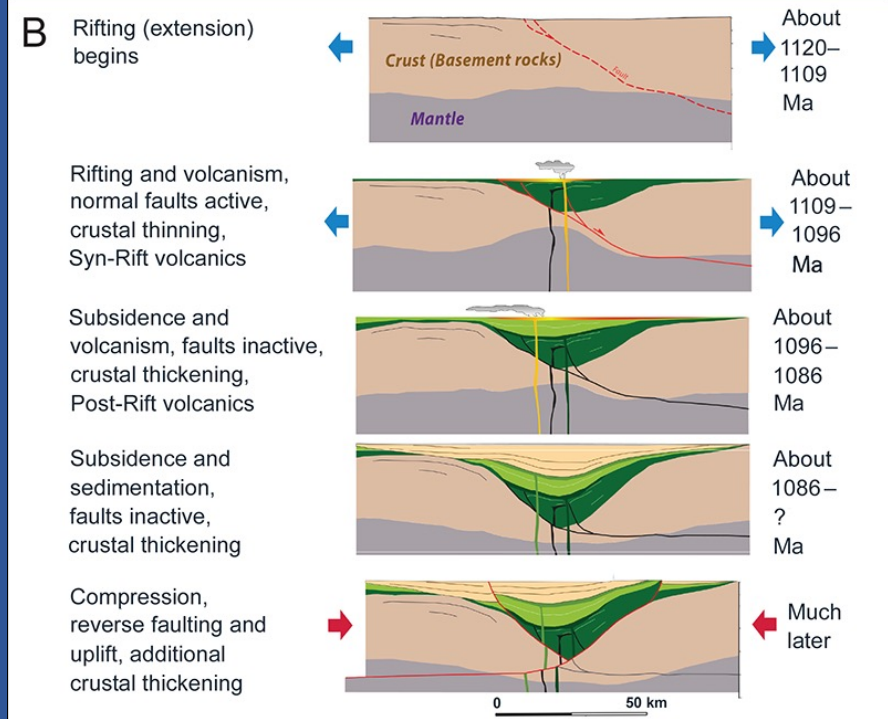 B
Rifting (extension)
begins
Crust (Basement rocks)
Fault
Mantle
About
1120–
1109
Ma
Rifting and volcanism,
normal faults active,
crustal thinning,
Syn-Rift volcanics
About
1109–
1096
Ma
Subsidence and
volcanism, faults inactive,
crustal thickening,
Post-Rift volcanics
About
1096–
1086
Ma
Subsidence and
sedimentation,
faults inactive,
crustal thickening
About
1086–
?
Ma
Compression,
reverse faulting and
uplift, additional
crustal thickening
Much
later
0 50 km